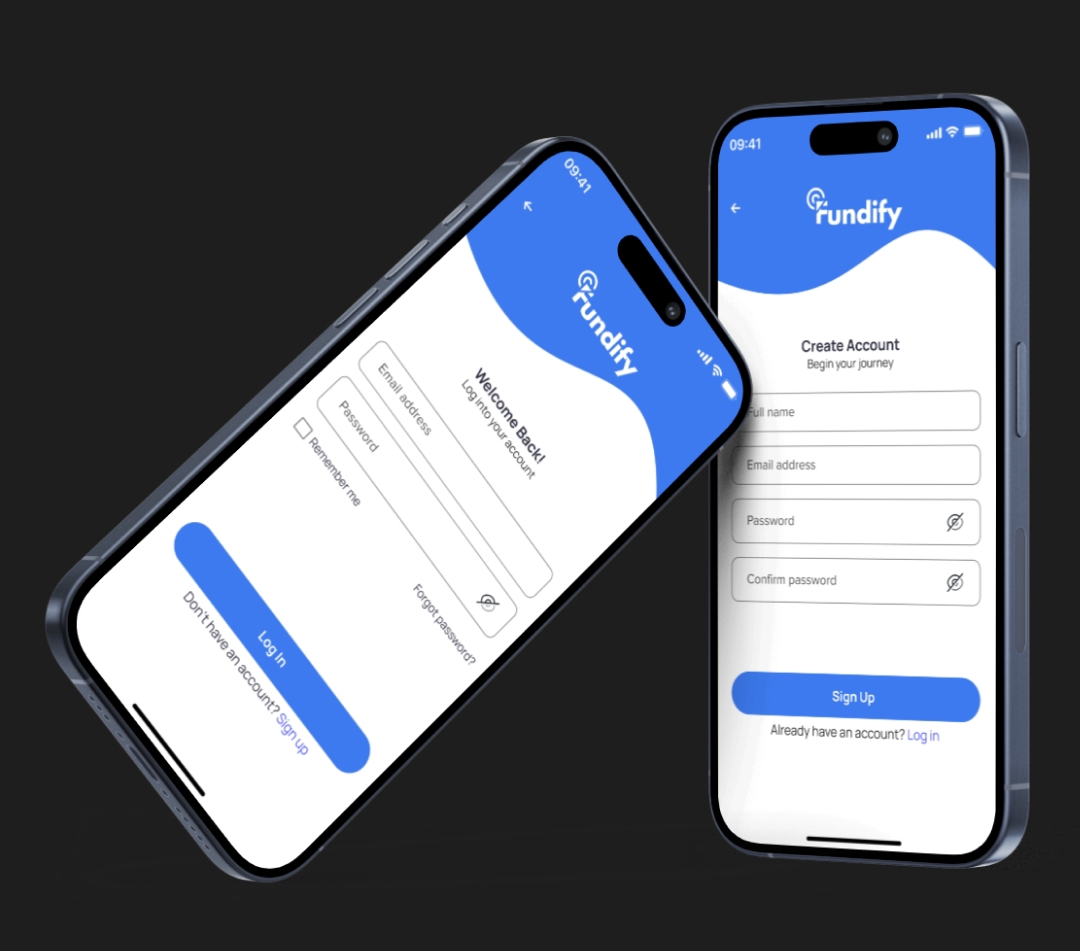 09:41
fundify
Welcome Back!
Log into your account
Email address
Password
Remember me
Forgot password?
Log In
Don't have an account? Sign up
09:41
fundify
Create Account
Begin your journey
Full name
Email address
Password
Confirm password
Sign Up
Already have an account? Log in